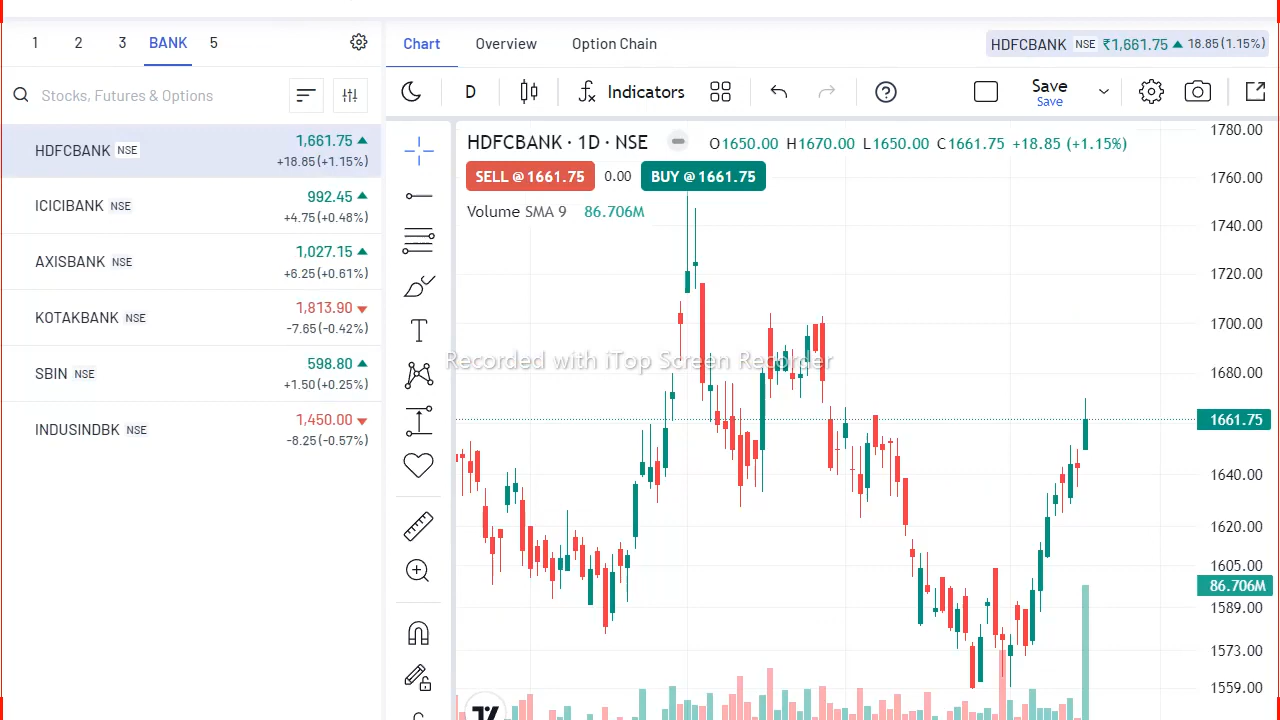 1 2 3 BANK 5
Chart Overview Option Chain
HDFCBANK NSE ₹1,661.75 18.85(1.15%)
Stocks, Futures & Options
D Indicators Save
Save
HDFCBANK NSE 1,661.75
+18.85(+1.15%)
ICICIBANK NSE 992.45
+4.75(+0.48%)
AXISBANK NSE 1,027.15
+6.25(+0.61%)
KOTAKBANK NSE 1,813.90
-7.65(-0.42%)
SBIN NSE 598.80
+1.50(+0.25%)
INDUSINDBK NSE 1,450.00
-8.25(-0.57%)
HDFCBANK · 1D · NSE O1650.00 H1670.00 L1650.00 C1661.75 +18.85 (+1.15%)
SELL @ 1661.75 0.00 BUY @ 1661.75
Volume SMA 9 86.706M
Recorded with iTop Screen Recorder
1780.00
1760.00
1740.00
1720.00
1700.00
1680.00
1661.75
1640.00
1620.00
1605.00
86.706M
1589.00
1573.00
1559.00